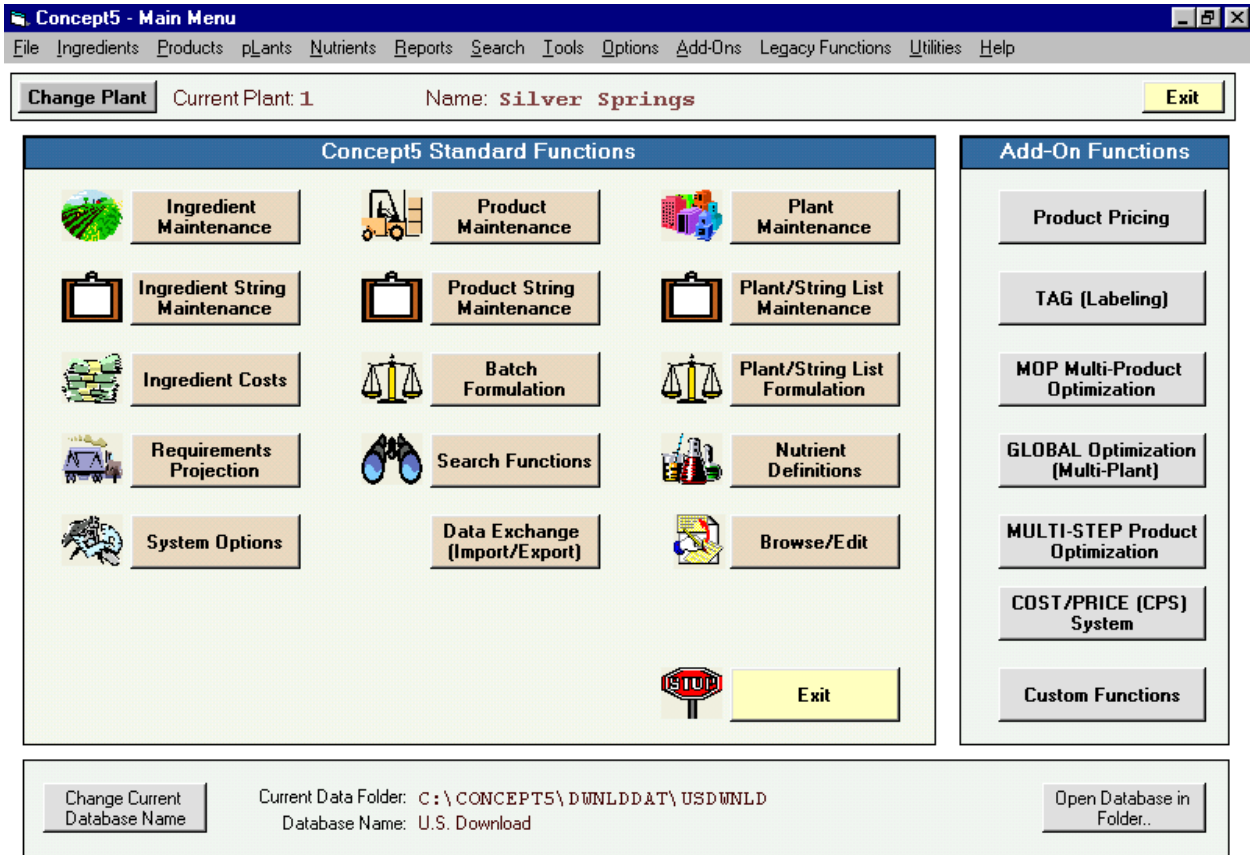 Concept5 - Main Menu
File Ingredients Products pLants Nutrients Reports Search Tools Options Add-Ons Legacy Functions Utilities Help
Change Plant Current Plant: 1 Name: Silver Springs Exit
Concept5 Standard Functions
Add-On Functions
Ingredient
Maintenance
Product
Maintenance
Plant
Maintenance
Product Pricing
Ingredient String
Maintenance
Product String
Maintenance
Plant/String List
Maintenance
TAG (Labeling)
Ingredient Costs
Batch
Formulation
Plant/String List
Formulation
MOP Multi-Product
Optimization
Requirements
Projection
Search Functions
Nutrient
Definitions
GLOBAL Optimization
(Multi-Plant)
System Options
Data Exchange
(Import/Export)
Browse/Edit
MULTI-STEP Product
Optimization
COST/PRICE (CPS)
System
STOP
Exit
Custom Functions
Change Current
Database Name
Current Data Folder: C:\CONCEPT5\DWNLDDAT\USDWNLD
Database Name: U.S. Download
Open Database in
Folder..